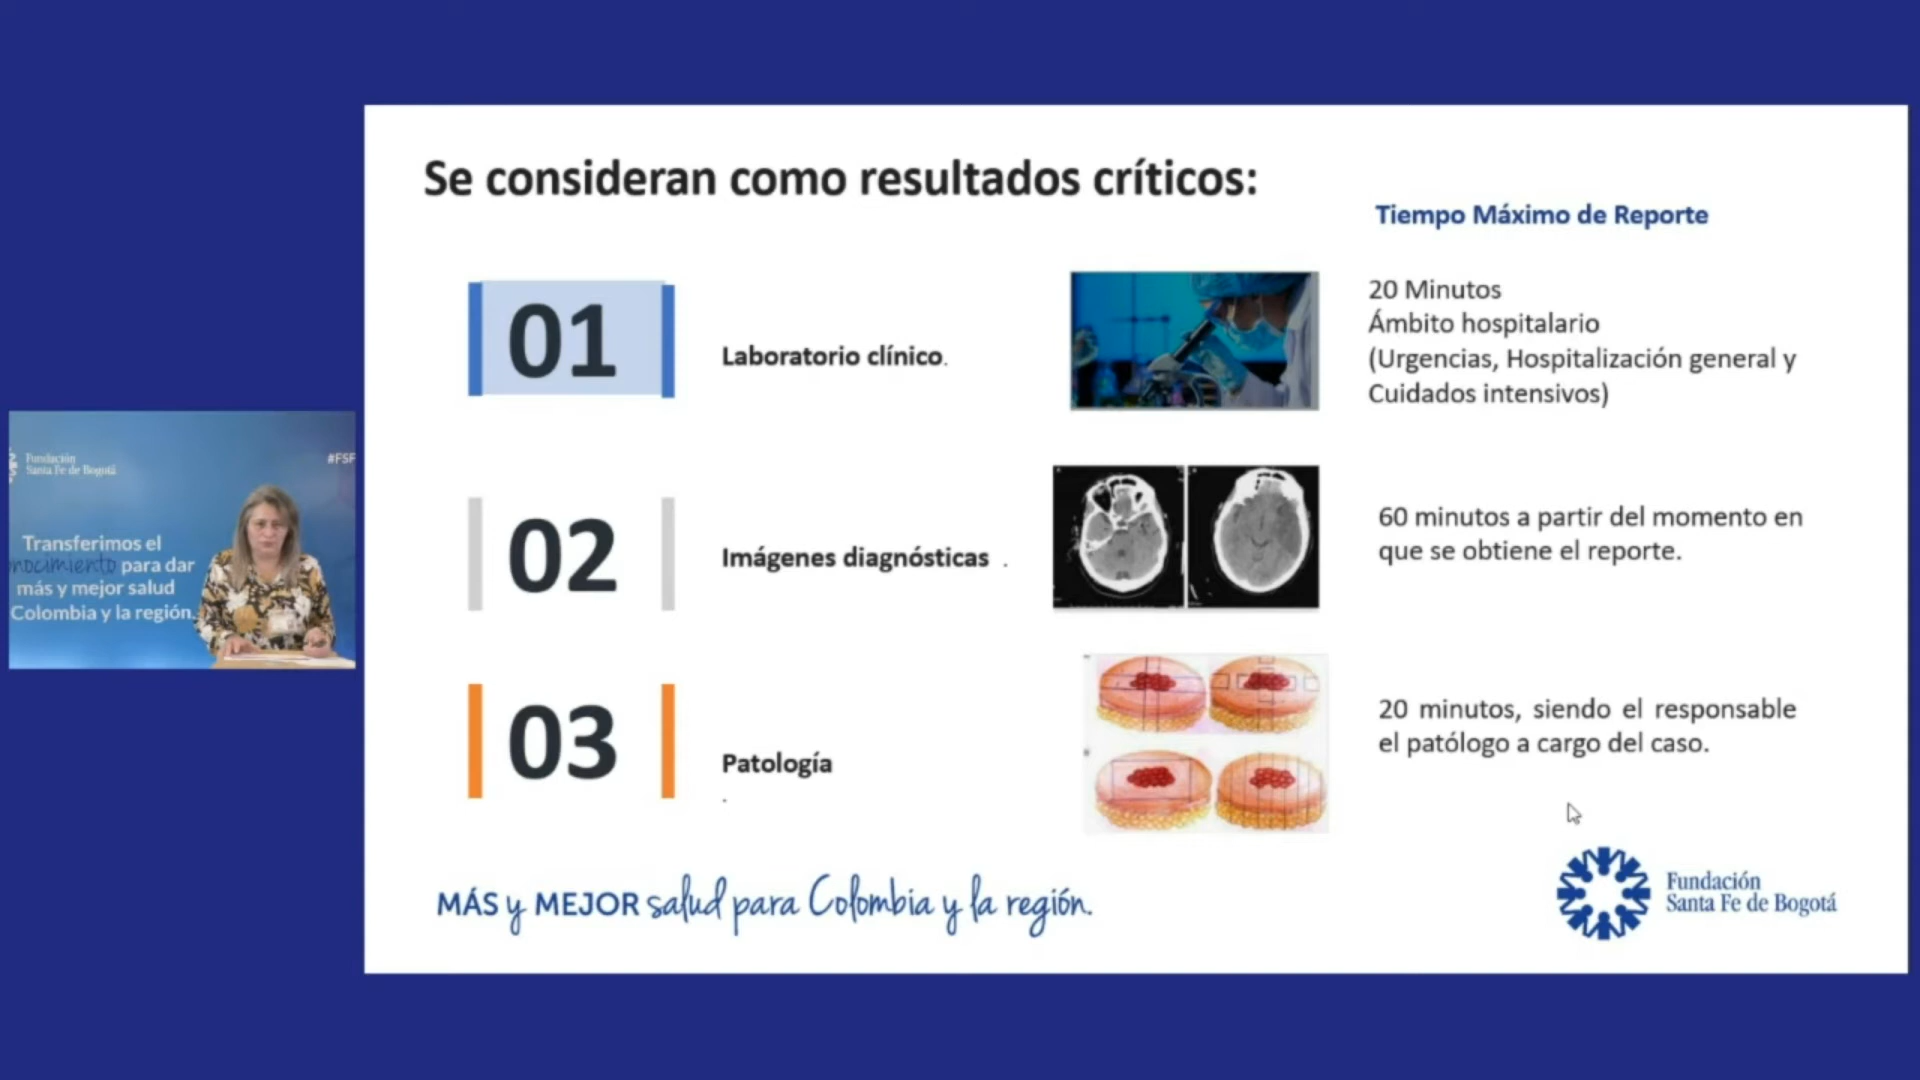 Se consideran como resultados críticos:
Tiempo Máximo de Reporte
01
Laboratorio clínico.
20 Minutos
Ámbito hospitalario
(Urgencias, Hospitalización general y
Cuidados intensivos)
02
Imágenes diagnósticas .
60 minutos a partir del momento en
que se obtiene el reporte.
03
Patología
.
20 minutos, siendo el responsable
el patólogo a cargo del caso.
MÁS y MEJOR salud para Colombia y la región.
Fundación
Santa Fe de Bogotá
Fundación
Santa Fe de Bogotá
#FSF
Transferimos el
nocimiento para dar
más y mejor salud
Colombia y la región.